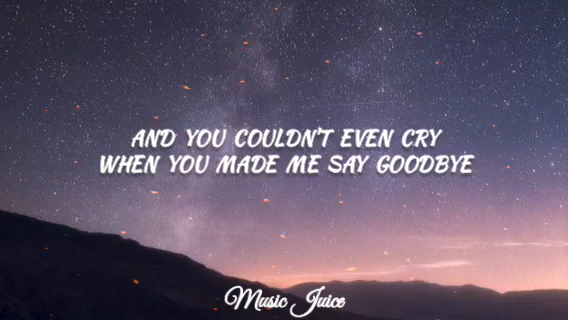 AND YOU COULDN'T EVEN CRY
WHEN YOU MADE ME SAY GOODBYE
Music Juice